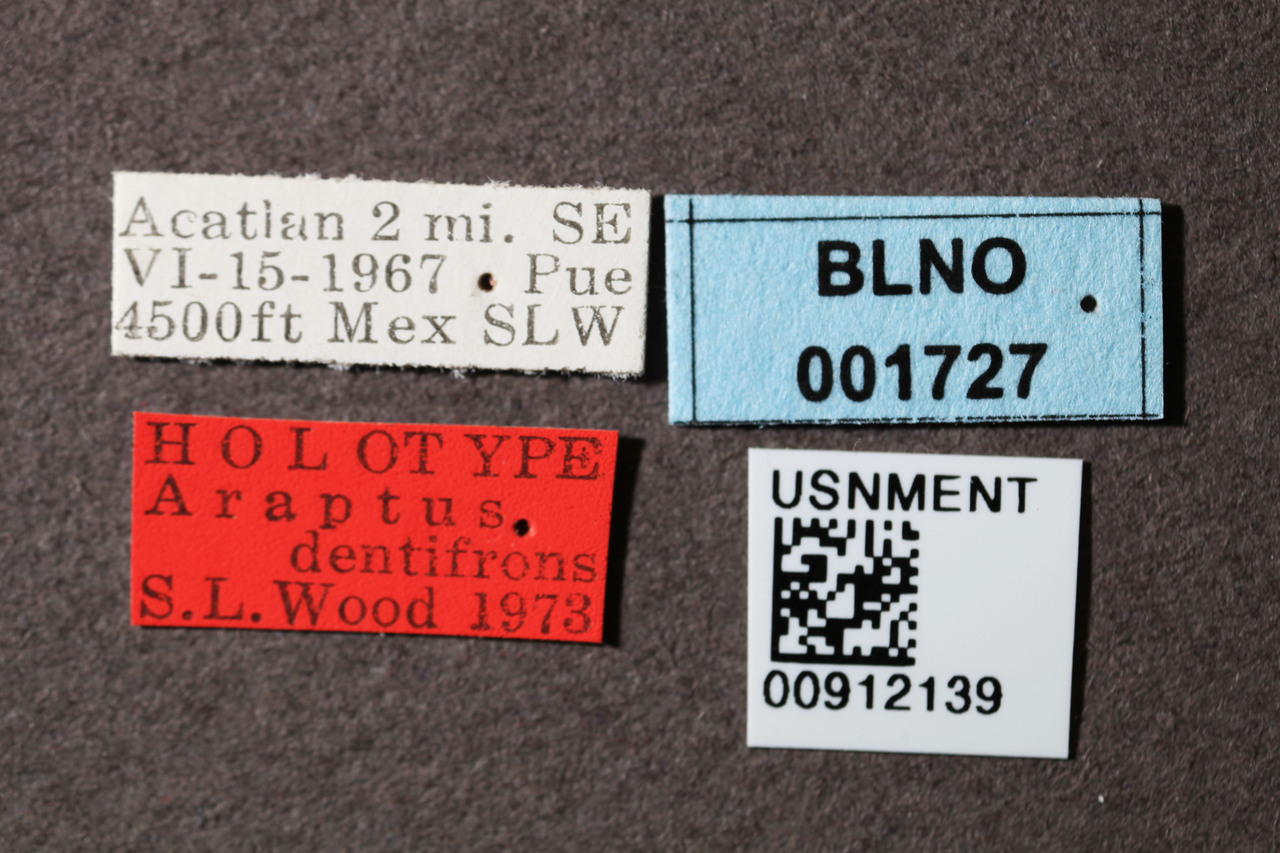 Acatlan 2 mi. SE
VI-15-1967 Pue
4500ft Mex SLW
BLNO
001727
HOLOTYPE
Araptus
dentifrons
S.L.Wood 1973
USNMENT
00912139